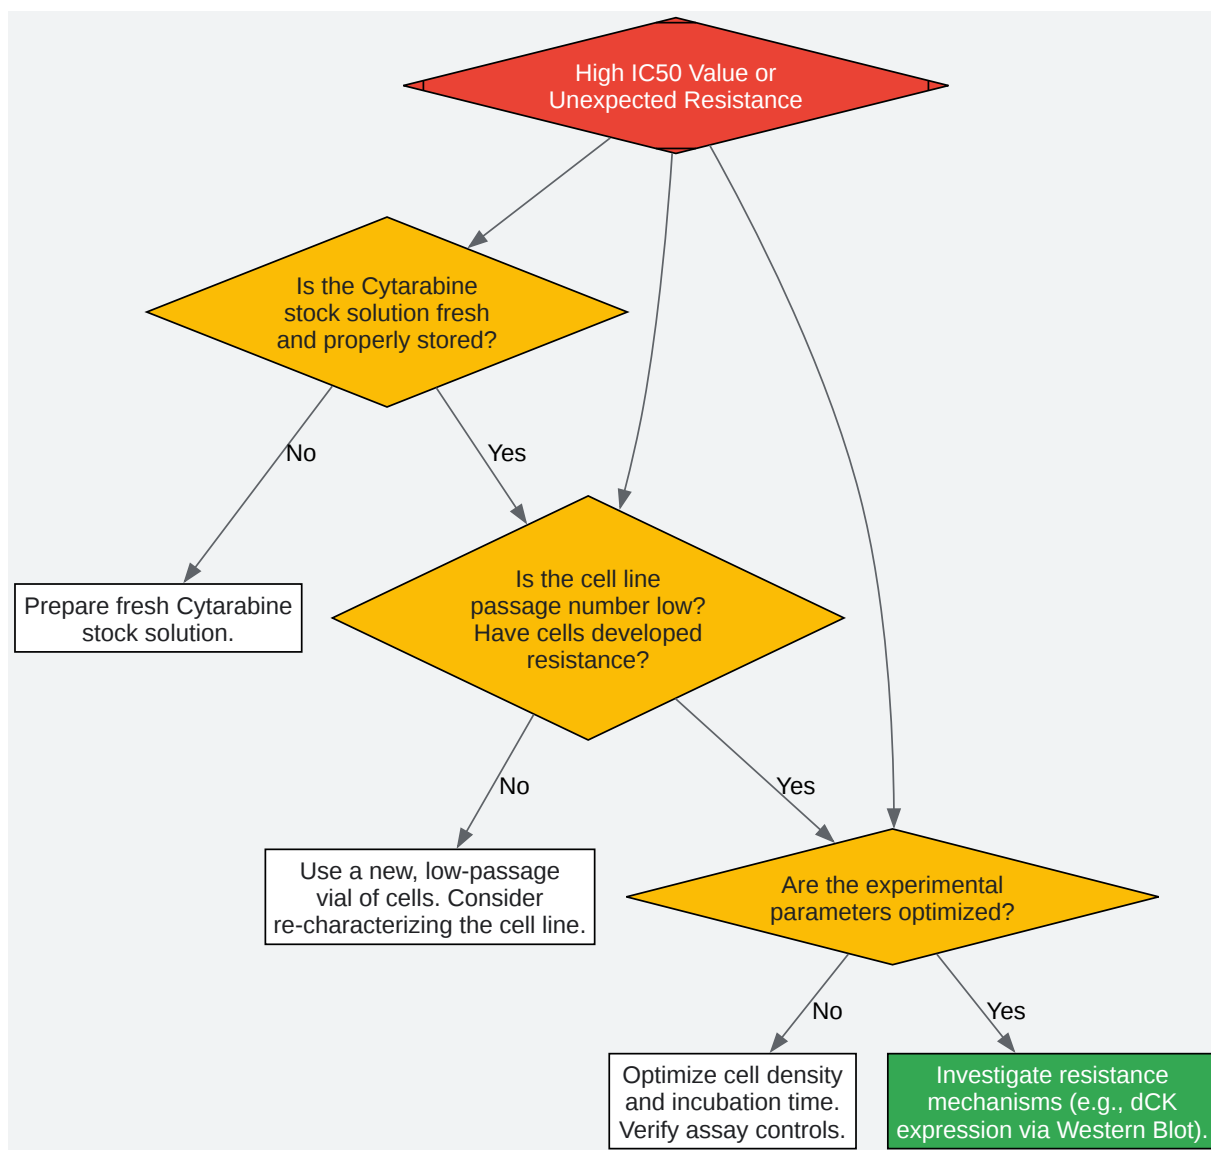 High IC50 Value or
Unexpected Resistance
Is the Cytarabine
stock solution fresh
and properly stored?
No
Yes
Is the cell line
passage number low?
Have cells developed
resistance?
Prepare fresh Cytarabine
stock solution.
No
Yes
Use a new, low-passage
vial of cells. Consider
re-characterizing the cell line.
Are the experimental
parameters optimized?
No
Yes
Optimize cell density
and incubation time.
Verify assay controls.
Investigate resistance
mechanisms (e.g., dCK
expression via Western Blot).